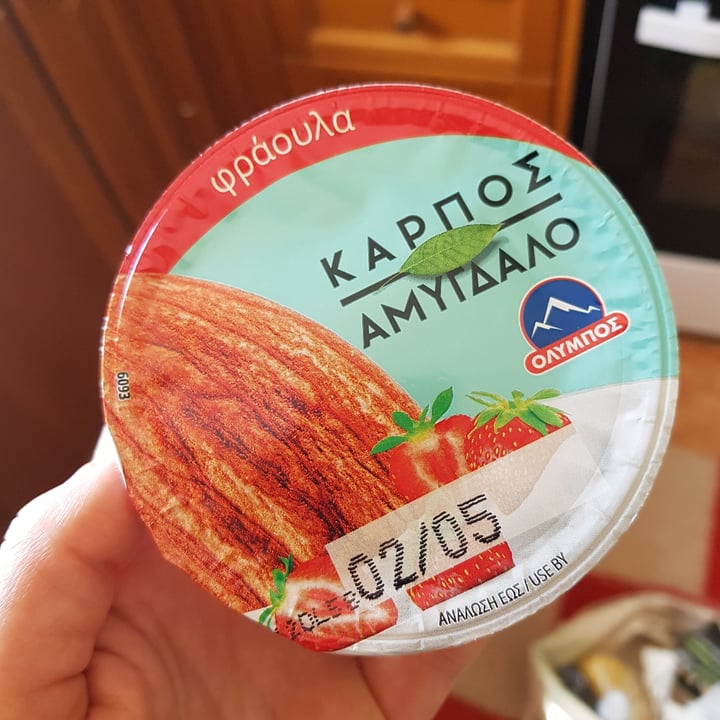 φράουλα
ΚΑΡΠΟΣ
ΑΜΥΓΔΑΛΟ
ΟΛΥΜΠΟΣ
6093
02/05
ΑΝΑΛΩΣΗ ΕΩΣ / USE BY